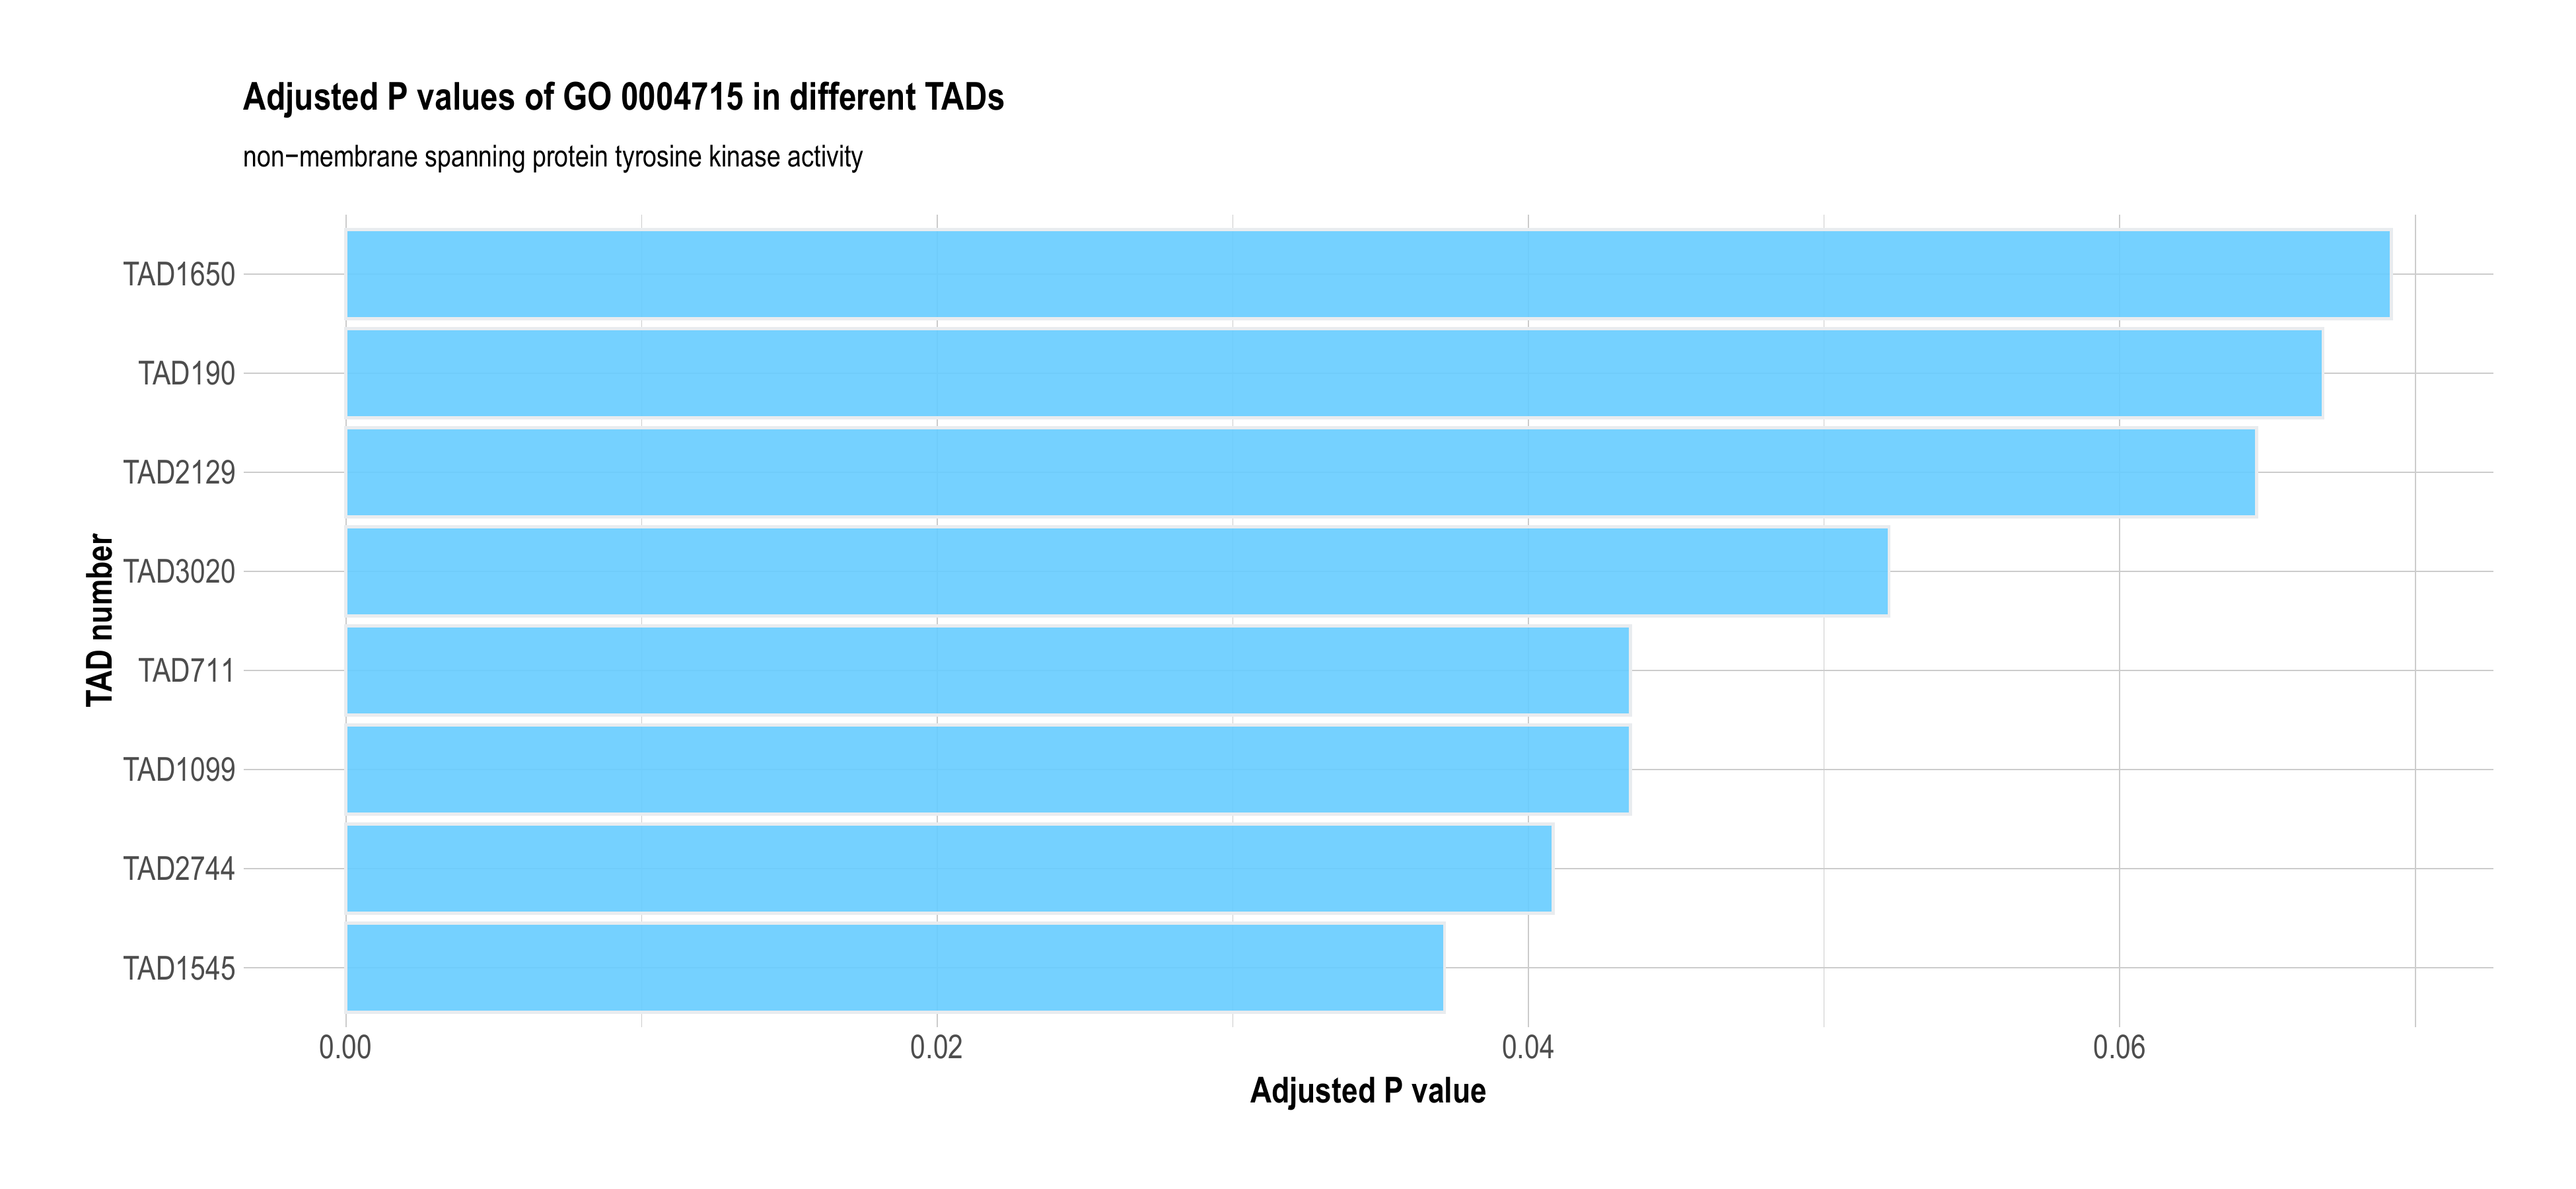 Adjusted P values of GO 0004715 in different TADs
non−membrane spanning protein tyrosine kinase activity
TAD number
TAD1650
TAD190
TAD2129
TAD3020
TAD711
TAD1099
TAD2744
TAD1545
0.00 0.02 0.04 0.06
Adjusted P value